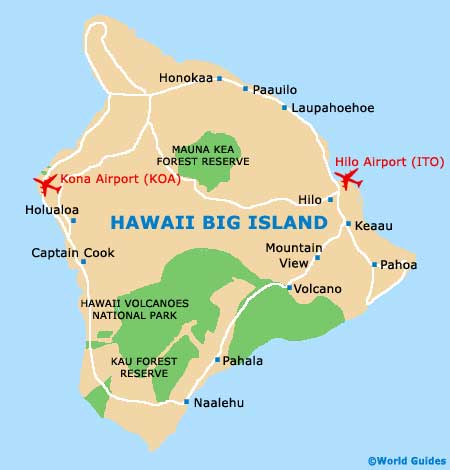 Honokaa
Paauilo
Laupahoehoe
MAUNA KEA
FOREST RESERVE
Hilo Airport (ITO)
Kona Airport (KOA)
Hilo
Holualoa
HAWAII BIG ISLAND
Keaau
Captain Cook
Mountain
View
Pahoa
Volcano
HAWAII VOLCANOES
NATIONAL PARK
KAU FOREST
RESERVE
Pahala
Naalehu
©World Guides